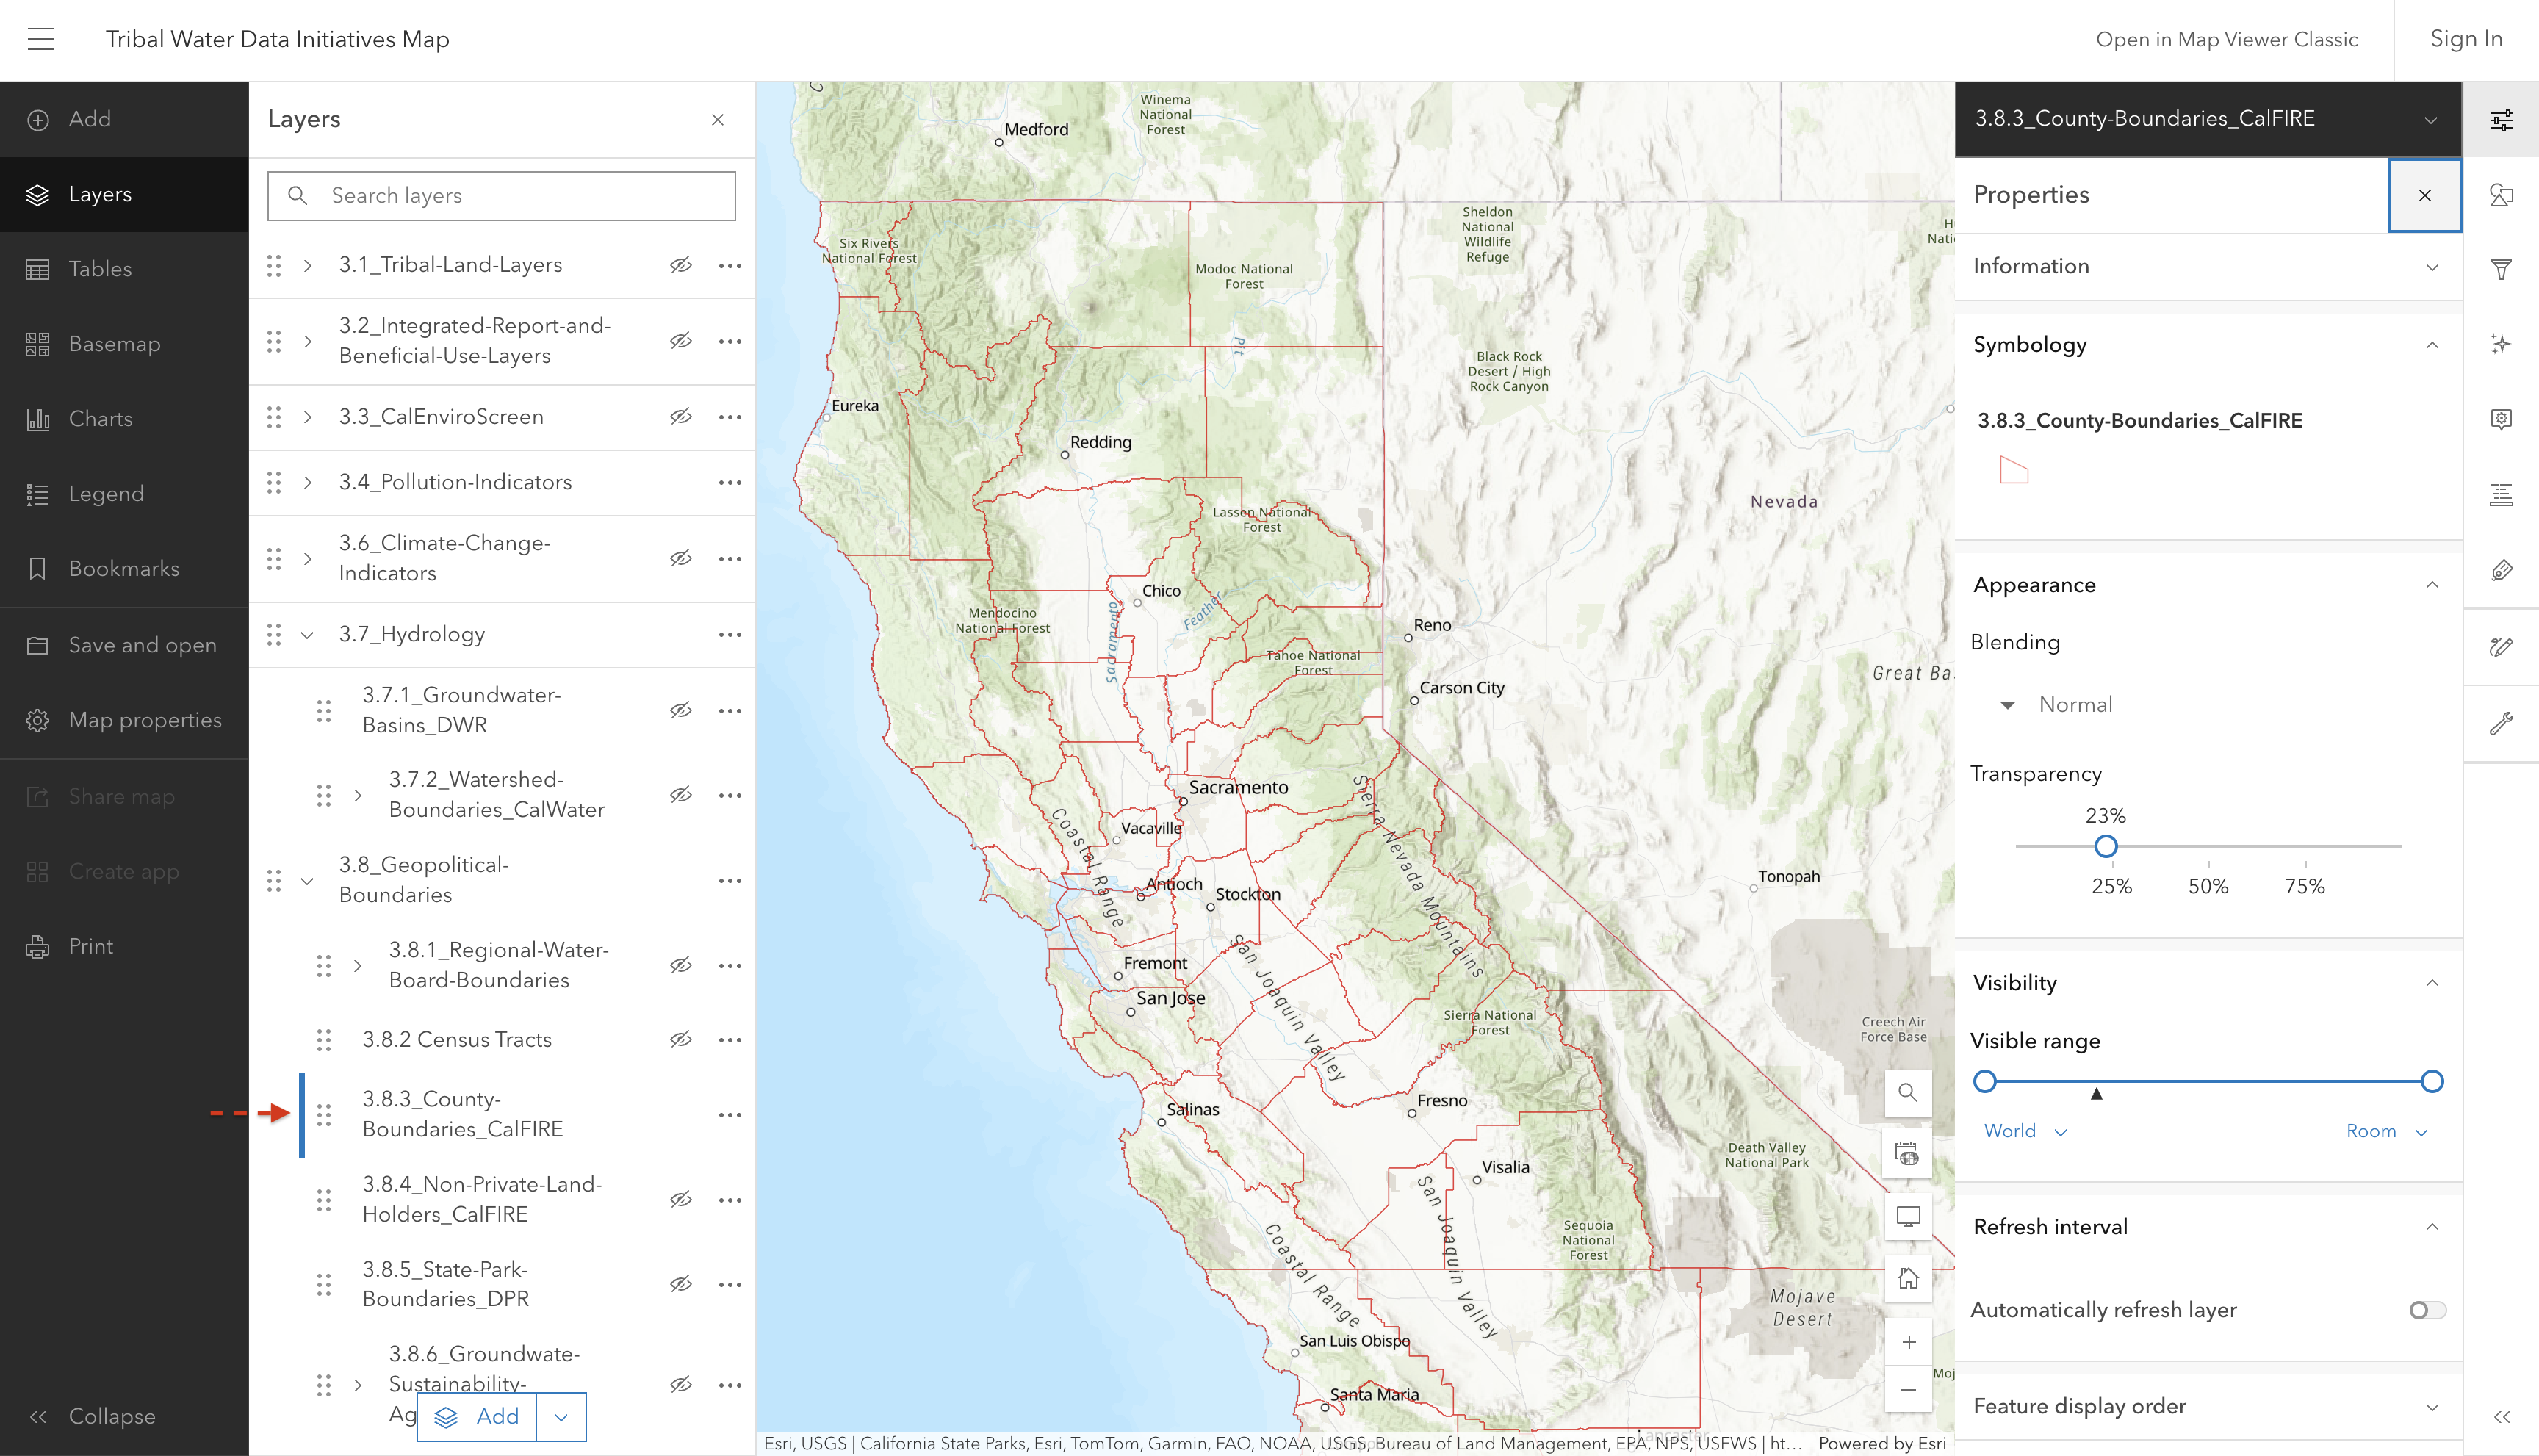 Tribal Water Data Initiatives Map
Open in Map Viewer Classic
Sign In
Add
Layers
Tables
Basemap
Charts
Legend
Bookmarks
Save and open
Map properties
Share map
Create app
Print
Collapse
Layers
Search layers
3.1_Tribal-Land-Layers
3.2_Integrated-Report-and-
Beneficial-Use-Layers
3.3_CalEnviroScreen
3.4_Pollution-Indicators
3.6_Climate-Change-
Indicators
3.7_Hydrology
3.7.1_Groundwater-
Basins_DWR
3.7.2_Watershed-
Boundaries_CalWater
3.8_Geopolitical-
Boundaries
3.8.1_Regional-Water-
Board-Boundaries
3.8.2 Census Tracts
3.8.3_County-
Boundaries_CalFIRE
3.8.4_Non-Private-Land-
Holders_CalFIRE
3.8.5_State-Park-
Boundaries_DPR
3.8.6_Groundwate-
Sustainability-
Ag
Add
Winema
National
Forest
Medford
Six Rivers
National Forest
Modoc National
Forest
Sheldon
National
Wildlife
Refuge
Pit
Black Rock
Desert / High
Rock Canyon
Eureka
Redding
Nevada
Lassen National
Forest
Chico
Feather
Sacramento
Mendocino
National Forest
Reno
Tahoe National
Forest
Great Ba
Carson City
Sacramento
Vacaville
Coastal Range
Sierra Nevada Mountains
Antioch
Stockton
Tonopah
Fremont
San Joaquin Valley
San Jose
Sierra National
Forest
Creech Air
Force Base
Salinas
Fresno
Visalia
Death Valley
National Park
San Joaquin Valley
Sequoia
National
Forest
Coastal Range
Mojave
Desert
San Luis Obispo
Moj
Santa Maria
Esri, USGS | California State Parks, Esri, TomTom, Garmin, FAO, NOAA, USGS, Bureau of Land Management, EPA, NPS, USFWS | ht...
Powered by Esri
3.8.3_County-Boundaries_CalFIRE
Properties
Information
Symbology
3.8.3_County-Boundaries_CalFIRE
Appearance
Blending
Normal
Transparency
23%
25% 50% 75%
Visibility
Visible range
World
Room
Refresh interval
Automatically refresh layer
Feature display order